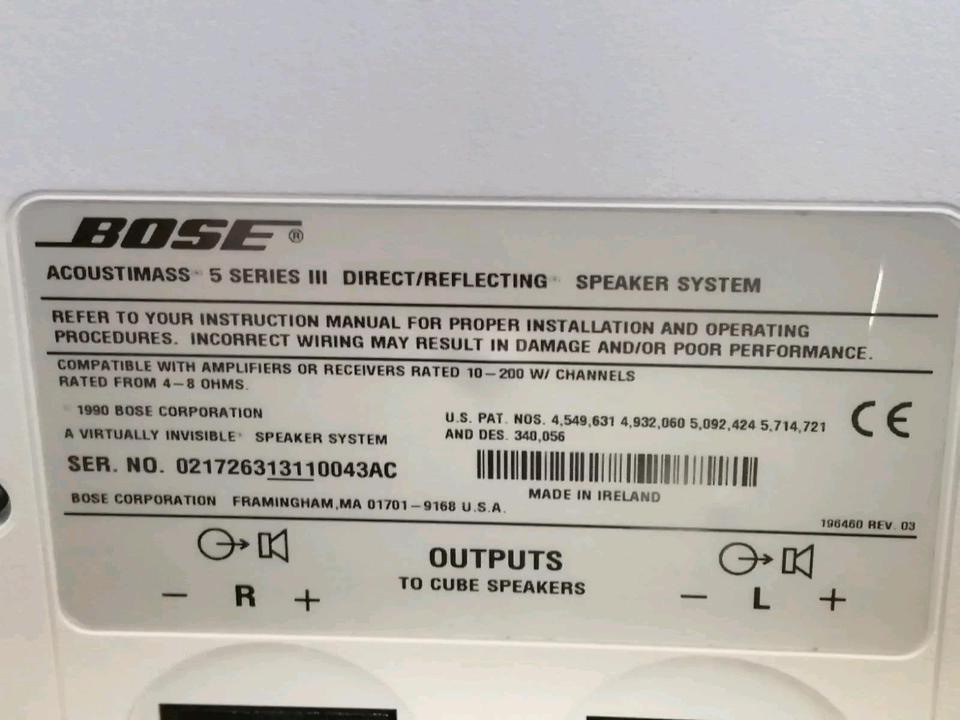 BOSE ®
ACOUSTIMASS 5 SERIES III DIRECT/REFLECTING SPEAKER SYSTEM
REFER TO YOUR INSTRUCTION MANUAL FOR PROPER INSTALLATION AND OPERATING
PROCEDURES. INCORRECT WIRING MAY RESULT IN DAMAGE AND/OR POOR PERFORMANCE.
COMPATIBLE WITH AMPLIFIERS OR RECEIVERS RATED 10-200 W/ CHANNELS
RATED FROM 4-8 OHMS.
1990 BOSE CORPORATION
A VIRTUALLY INVISIBLE SPEAKER SYSTEM
U.S. PAT. NOS. 4,549,631 4,932,060 5,092,424 5,714,721
AND DES. 340,056
CE
SER. NO. 021726313110043AC
MADE IN IRELAND
BOSE CORPORATION FRAMINGHAM,MA 01701-9168 U.S.A.
196460 REV. 03
OUTPUTS
TO CUBE SPEAKERS
- R +
- L +